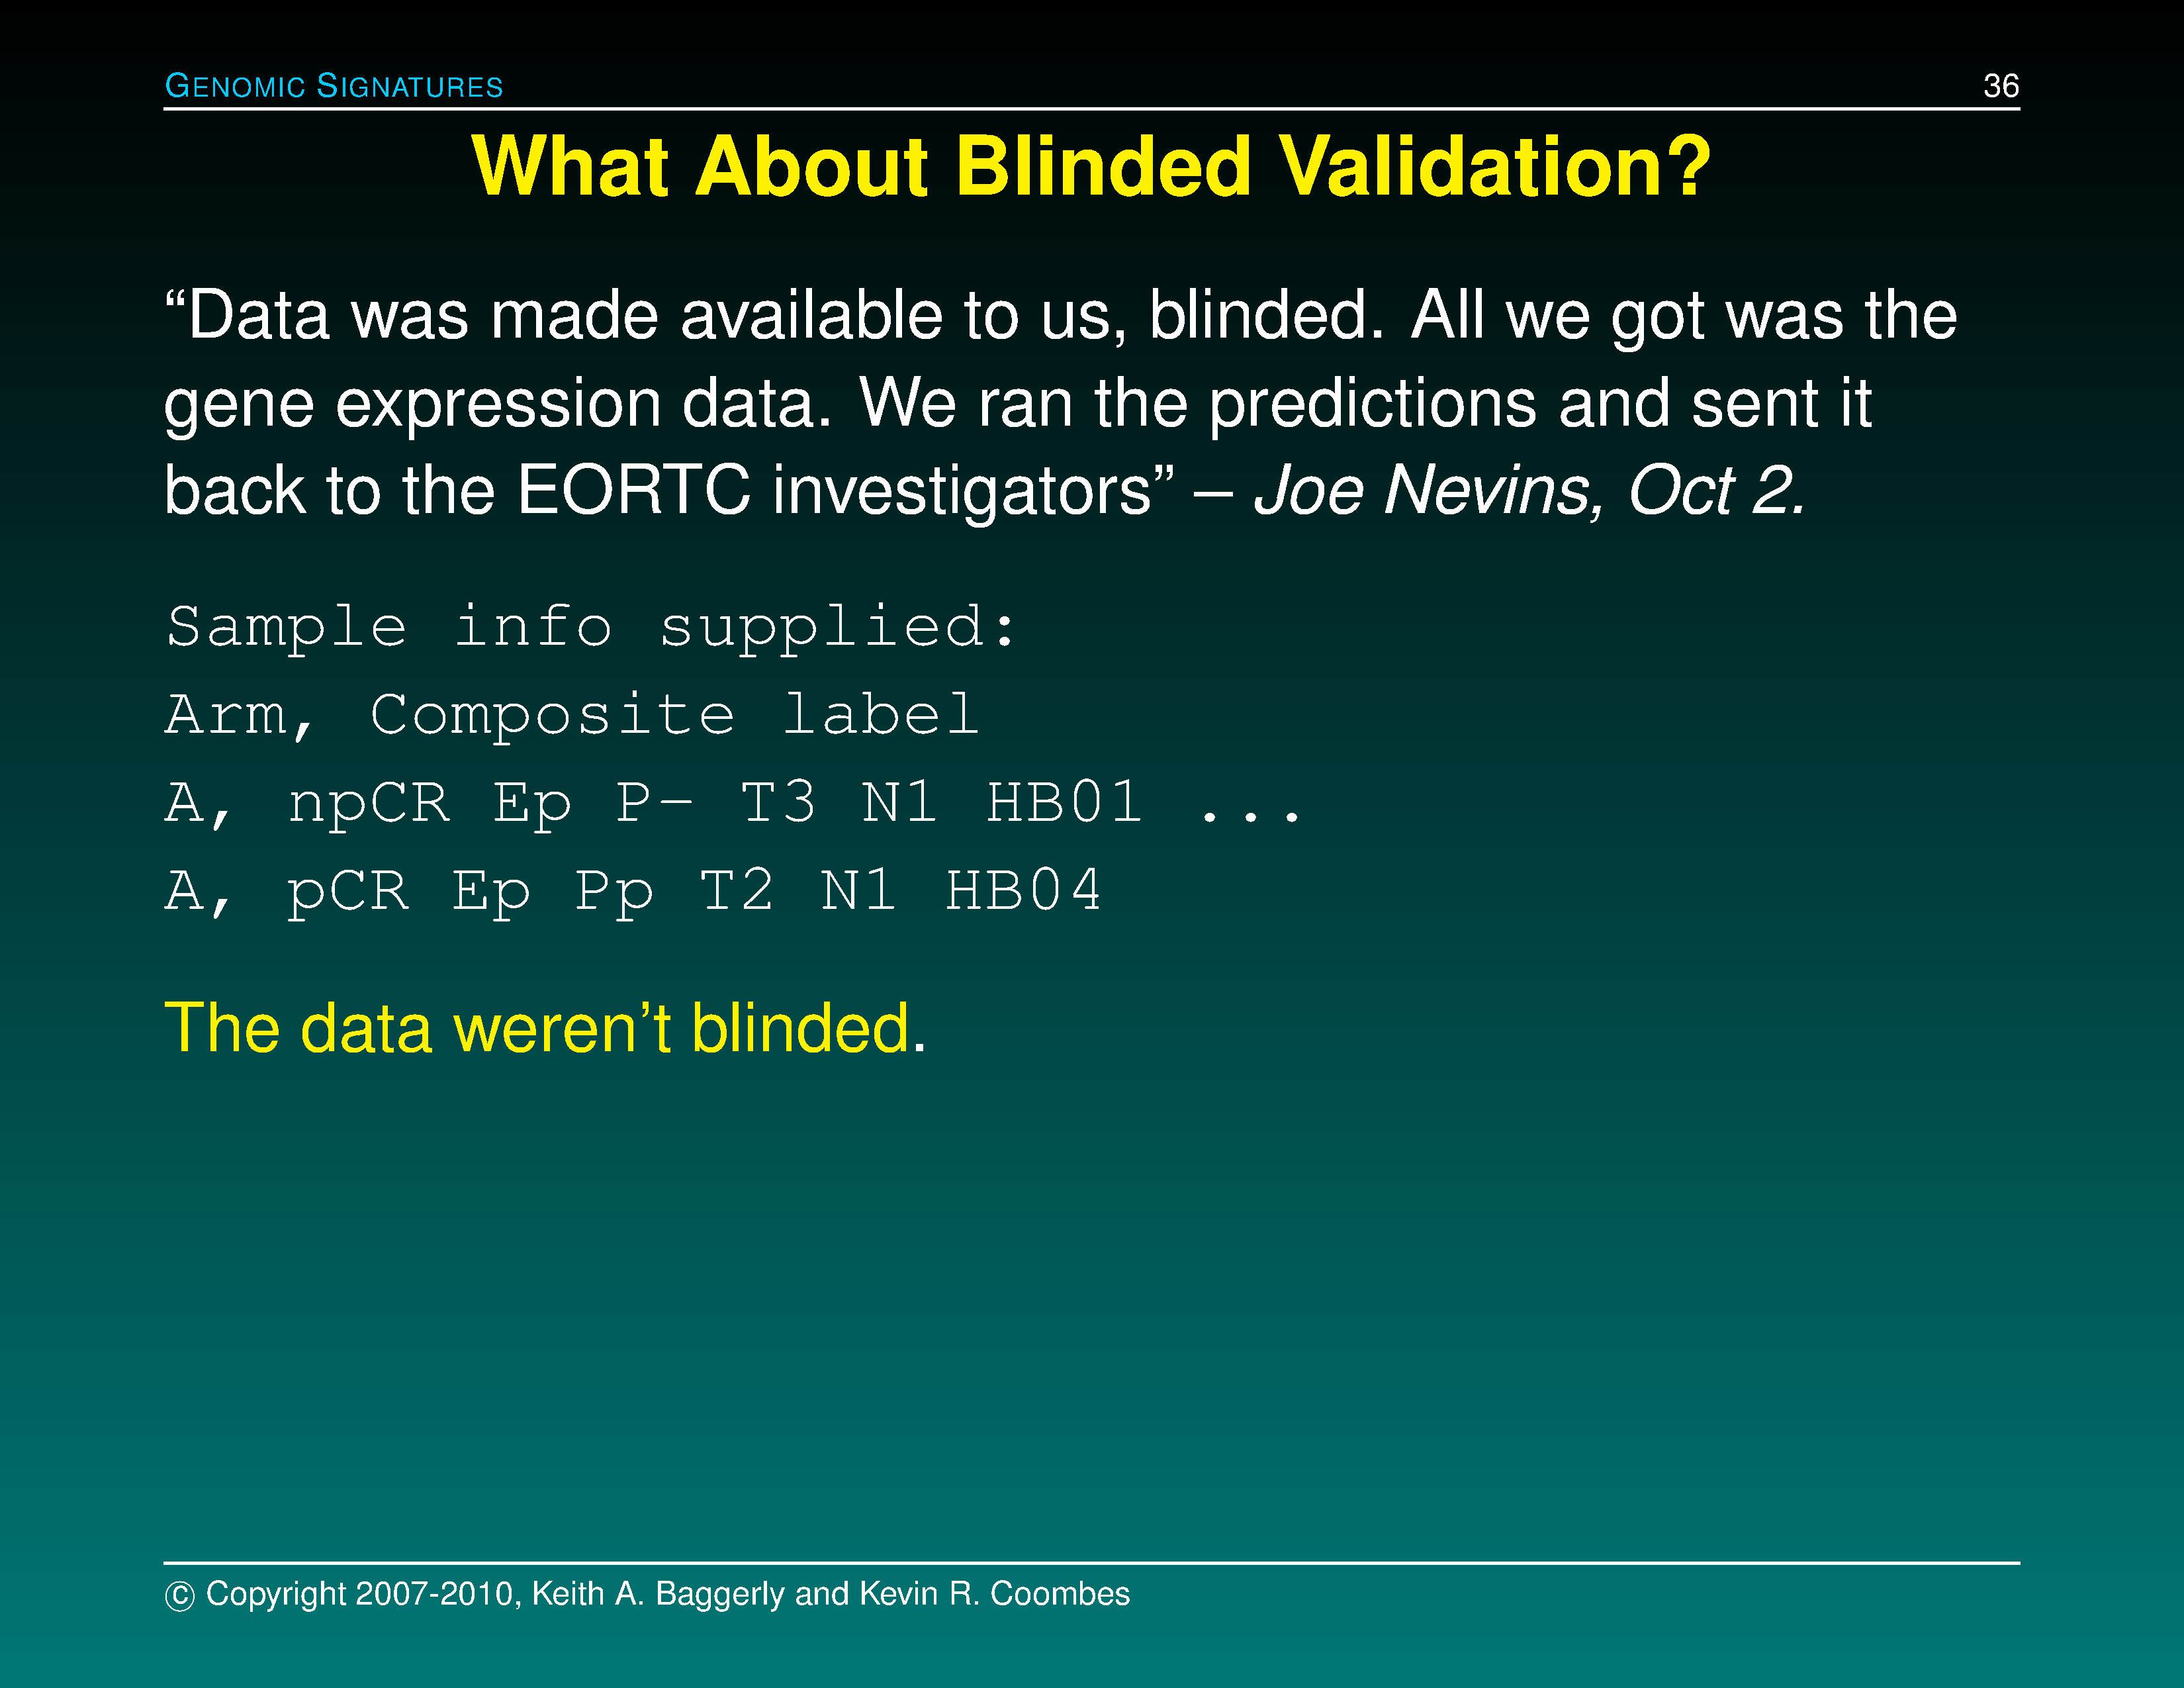 GENOMIC SIGNATURES 36
What About Blinded Validation?
“Data was made available to us, blinded. All we got was the
gene expression data. We ran the predictions and sent it
back to the EORTC investigators” – Joe Nevins, Oct 2.
Sample info supplied:
Arm, Composite label
A, npCR Ep P- T3 N1 HB01 ...
A, pCR Ep Pp T2 N1 HB04
The data weren’t blinded.
© Copyright 2007-2010, Keith A. Baggerly and Kevin R. Coombes